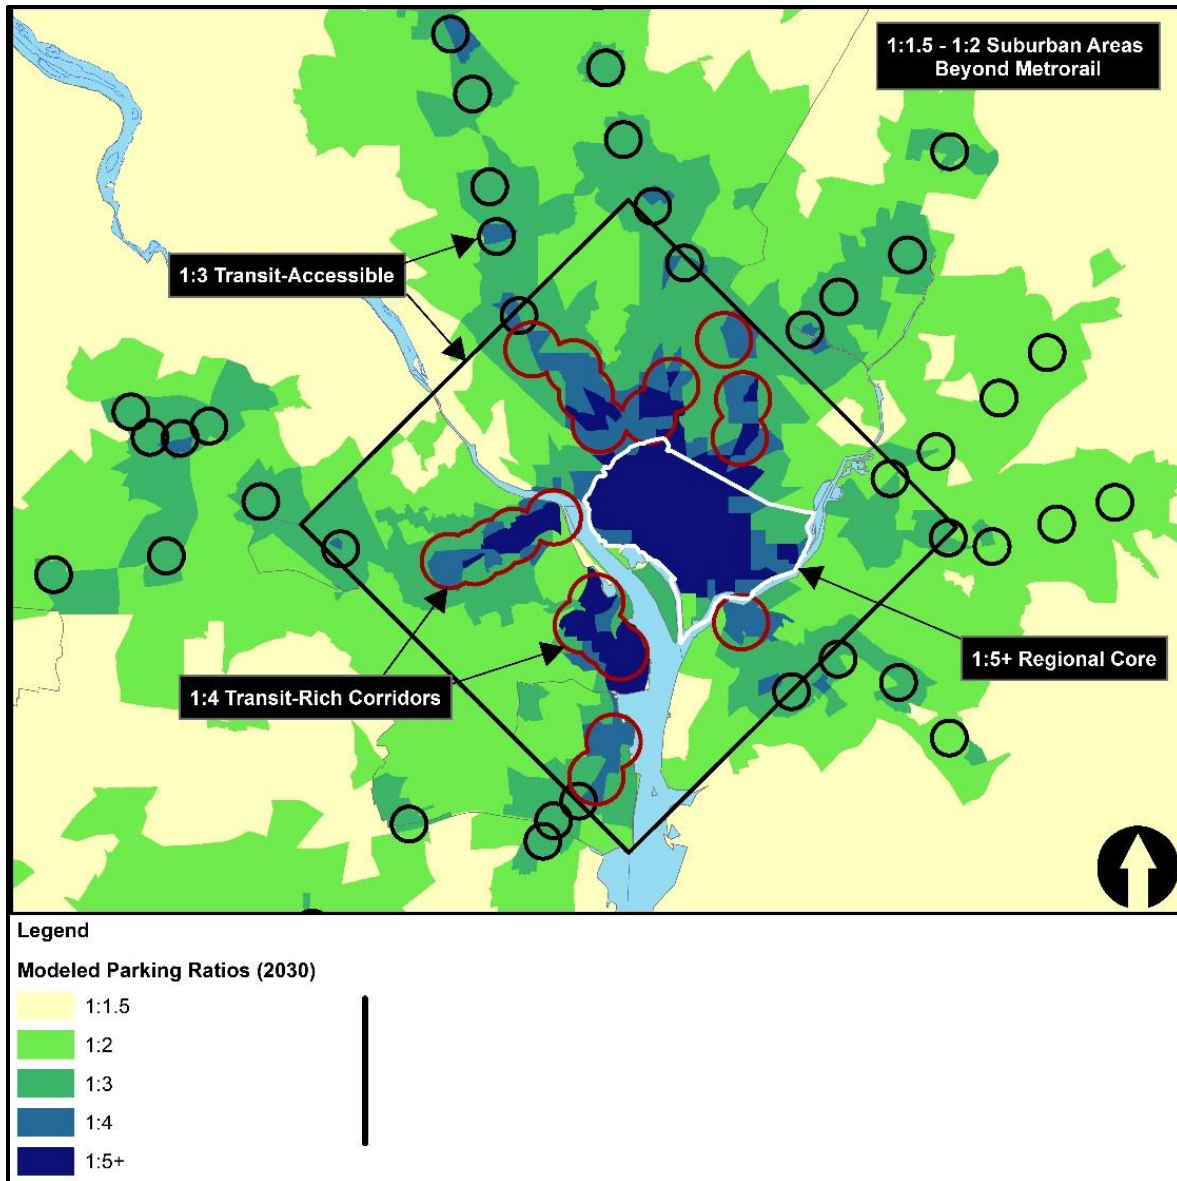 1:1.5 - 1:2 Suburban Areas
Beyond Metrorail
1:3 Transit-Accessible
1:5+ Regional Core
1:4 Transit-Rich Corridors
Legend
Modeled Parking Ratios (2030)
1:1.5
1:2
1:3
1:4
1:5+